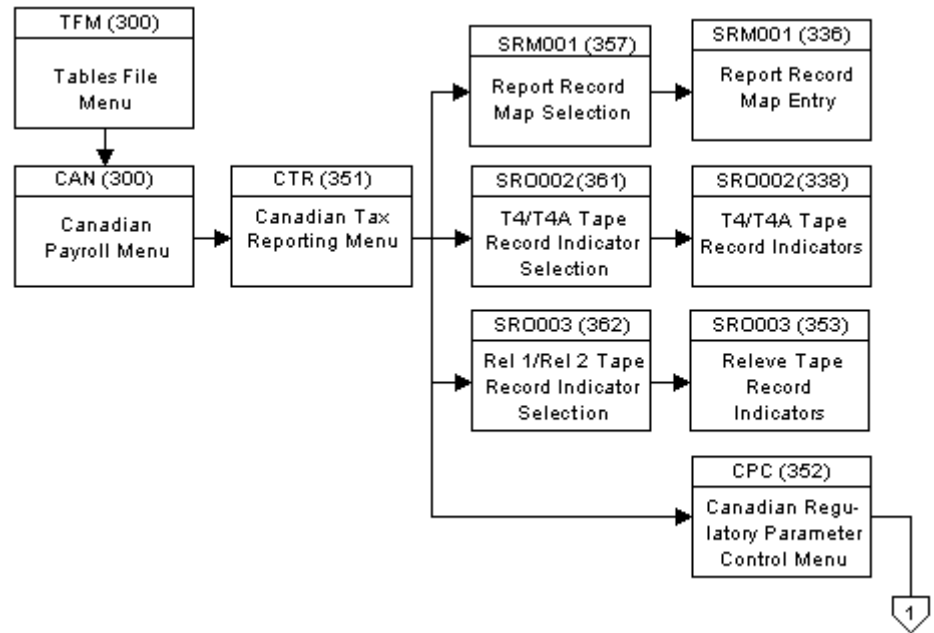 TFM (300)
Tables File
Menu
CAN (300)
Canadian
Payroll Menu
CTR (351)
Canadian Tax
Reporting Menu
SRM001 (357)
Report Record
Map Selection
SRM001 (336)
Report Record
Map Entry
SRO002(361)
T4/T4A Tape
Record Indicator
Selection
SRO002(338)
T4/T4A Tape
Record Indicators
SRO003 (362)
Rel 1/Rel 2 Tape
Record Indicator
Selection
SRO003 (353)
Releve Tape
Record
Indicators
CPC (352)
Canadian Regu-
latory Parameter
Control Menu
1